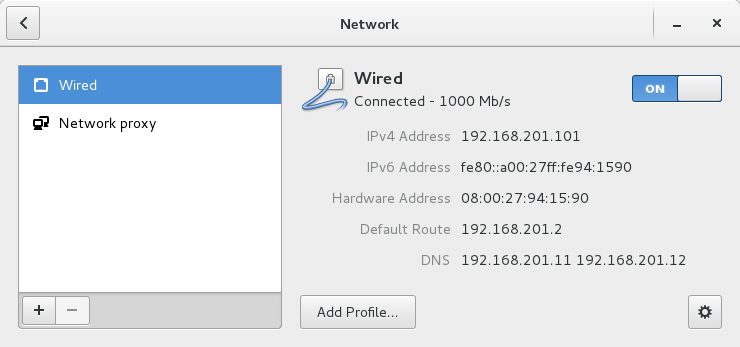 Network
Wired
Network proxy
Wired
Connected - 1000 Mb/s
ON
IPv4 Address 192.168.201.101
IPv6 Address fe80::a00:27ff:fe94:1590
Hardware Address 08:00:27:94:15:90
Default Route 192.168.201.2
DNS 192.168.201.11 192.168.201.12
Add Profile...